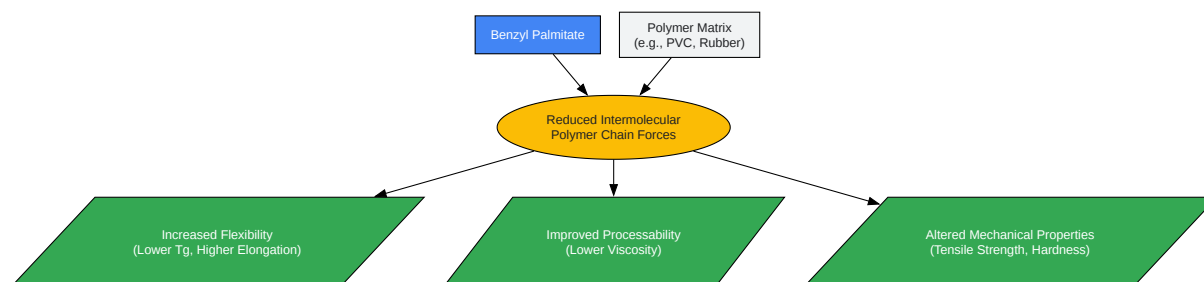 Benzyl Palmitate
Polymer Matrix
(e.g., PVC, Rubber)
Reduced Intermolecular
Polymer Chain Forces
Increased Flexibility
(Lower Tg, Higher Elongation)
Improved Processability
(Lower Viscosity)
Altered Mechanical Properties
(Tensile Strength, Hardness)